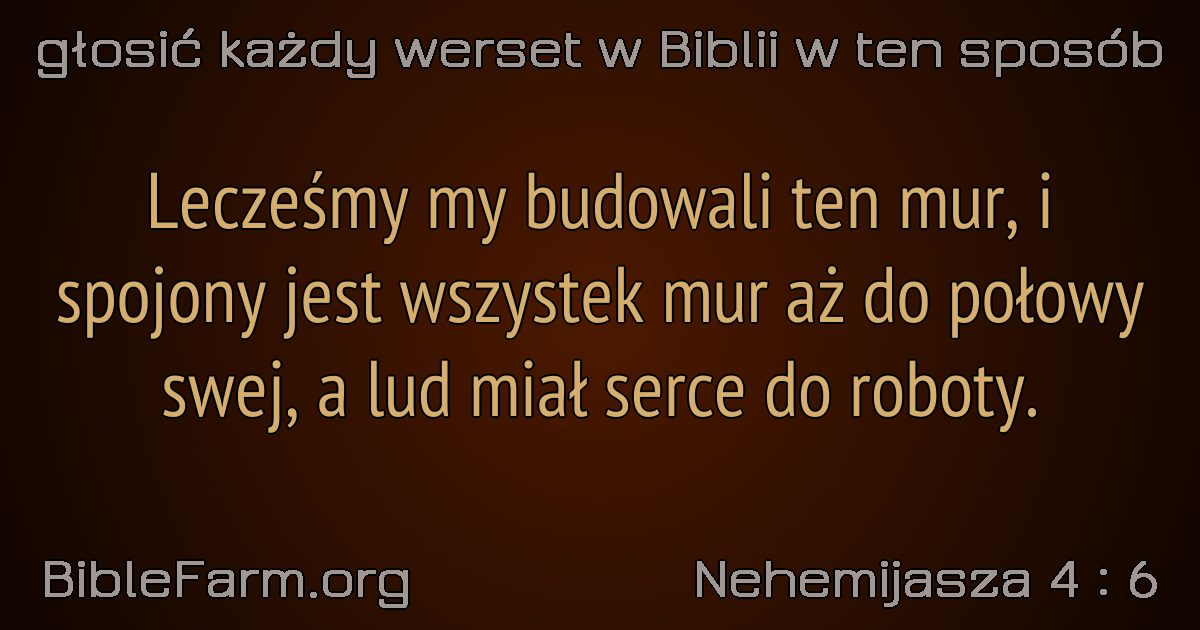 głosić każdy werset w Biblii w ten sposób
Lecześmy my budowali ten mur, i
spojony jest wszystek mur aż do połowy
swej, a lud miał serce do roboty.
BibleFarm.org
Nehemijasza 4 : 6